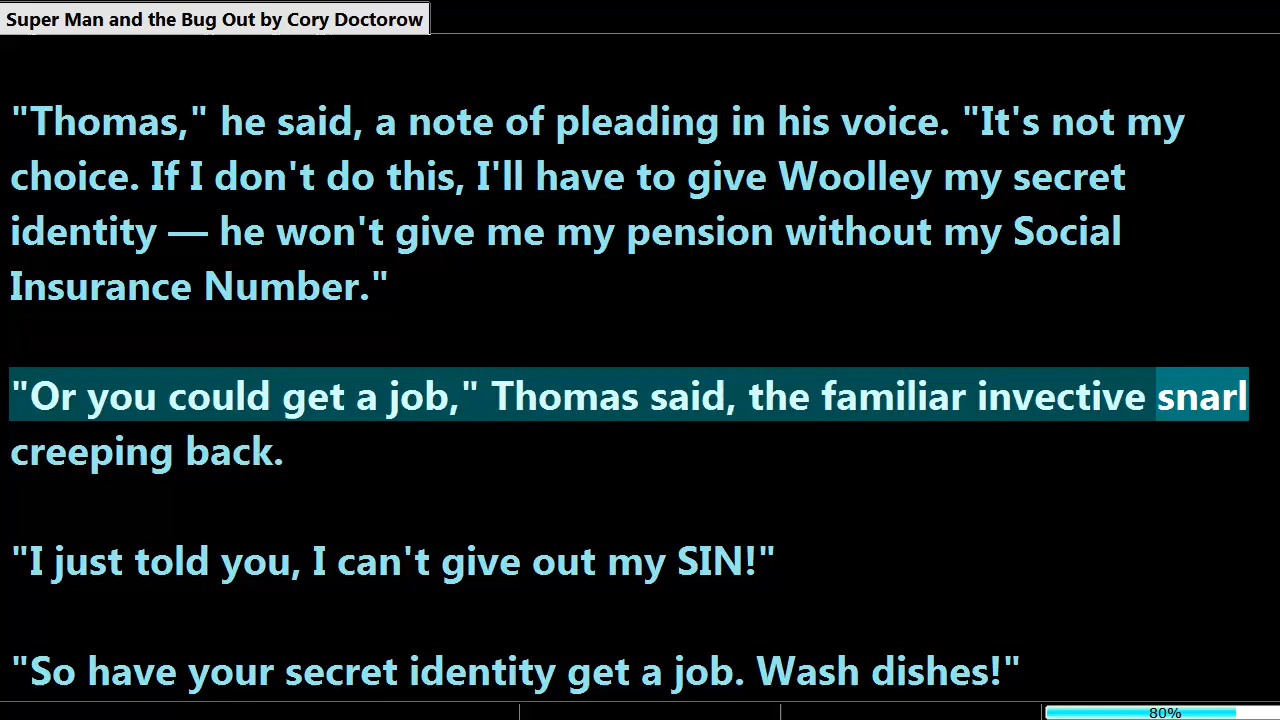 Super Man and the Bug Out by Cory Doctorow
"Thomas," he said, a note of pleading in his voice. "It's not my
choice. If I don't do this, I'll have to give Woolley my secret
identity — he won't give me my pension without my Social
Insurance Number."
"Or you could get a job," Thomas said, the familiar invective snarl
creeping back.
"I just told you, I can't give out my SIN!"
"So have your secret identity get a job. Wash dishes!"
80%